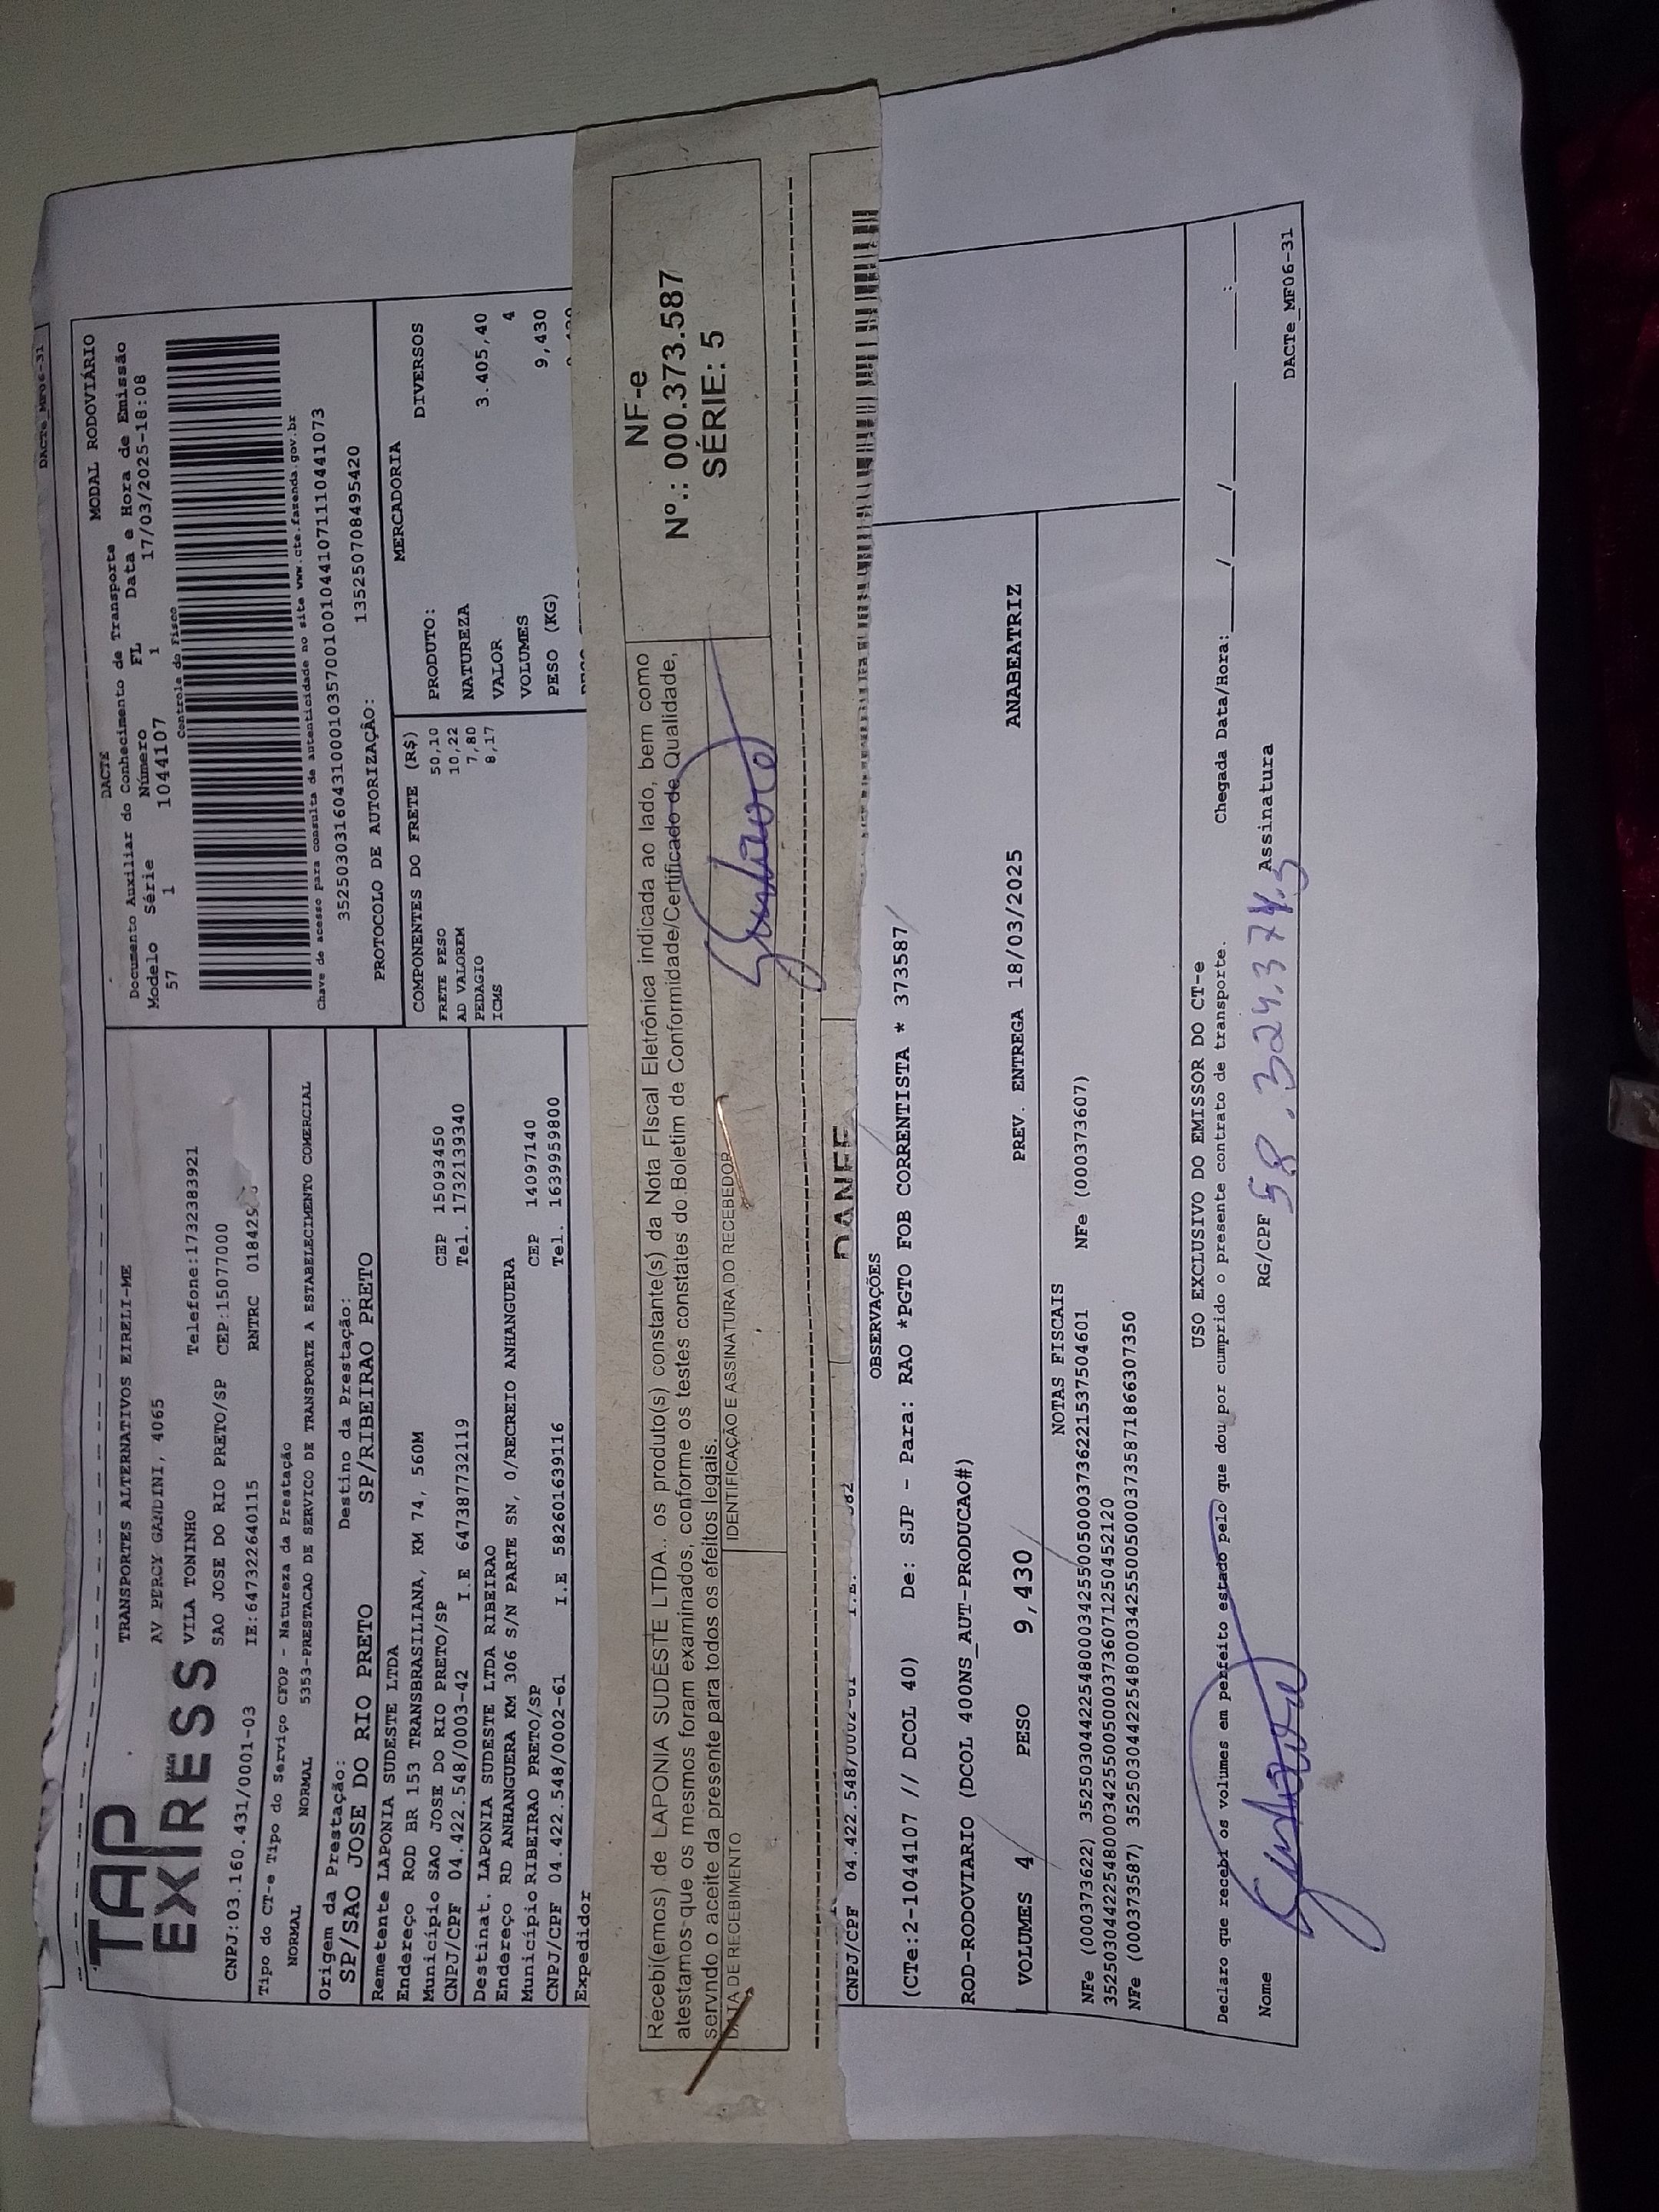 DACTe_MF06-31
TAP
EXPRESS
TRANSPORTES ALTERNATIVOS EIRELI-ME
AV PERCY GANDINI, 4065
VILA TONINHO Telefone:1732383921
SAO JOSE DO RIO PRETO/SP CEP:15077000
CNPJ:03.160.431/0001-03 IE:647322640115 RNTRC
DACTE MODAL RODOVIÁRIO
Documento Auxiliar do Conhecimento de Transporte
Modelo Série Número FL Data e Hora de Emissão
57 1 1044107 1 17/03/2025-18:08
Controle do Fisco
Chave de acesso para consulta de autenticidade no site www.cte.fazenda.gov.br
35250303160431000103570010010441071110441073
PROTOCOLO DE AUTORIZAÇÃO: 135250708495420
Tipo do CT-e Tipo do Serviço CFOP - Natureza da Prestação
NORMAL NORMAL 5353-PRESTACAO DE SERVICO DE TRANSPORTE A ESTABELECIMENTO COMERCIAL
Origem da Prestação: Destino da Prestação:
SP/SAO JOSE DO RIO PRETO SP/RIBEIRAO PRETO
Remetente LAPONIA SUDESTE LTDA
Endereço ROD BR 153 TRANSBRASILIANA, KM 74, 560M
Município SAO JOSE DO RIO PRETO/SP CEP 15093450
CNPJ/CPF 04.422.548/0003-42 I.E 647387732119 Tel. 1732139340
Destinat. LAPONIA SUDESTE LTDA RIBEIRAO
Endereço RD ANHANGUERA KM 306 S/N PARTE SN, 0/RECREIO ANHANGUERA
Município RIBEIRAO PRETO/SP CEP 14097140
CNPJ/CPF 04.422.548/0002-61 I.E 582601639116 Tel. 1639959800
Expedidor
COMPONENTES DO FRETE (R$)
FRETE PESO 50,10
AD VALOREM 10,22
PEDAGIO 7,80
ICMS 8,17
MERCADORIA
PRODUTO: DIVERSOS
NATUREZA
VALOR 3.405,40
VOLUMES 4
PESO (KG) 9,430
Recebi(emos) de LAPONIA SUDESTE LTDA.. os produto(s) constante(s) da Nota FIscal Eletrônica indicada ao lado, bem como
atestamos que os mesmos foram examinados, conforme os testes constates do Boletim de Conformidade/Certificado de Qualidade,
servndo o aceite da presente para todos os efeitos legais.
DATA DE RECEBIMENTO IDENTIFICAÇÃO E ASSINATURA DO RECEBEDOR
NF-e
Nº.: 000.373.587
SÉRIE: 5
DANFE
CNPJ/CPF 04.422.548/0002-61 I.E.
OBSERVAÇÕES
(CTe:2-1044107 // DCOL 40) De: SJP - Para: RAO *PGTO FOB CORRENTISTA * 373587
ROD-RODOVIARIO (DCOL 400NS_AUT-PRODUCAO#)
VOLUMES 4 PESO 9,430 PREV. ENTREGA 18/03/2025 ANABEATRIZ
NOTAS FISCAIS
NFe (000373622) 35250304422548000342550050003736221537504601 NFe (000373607)
35250304422548000342550050003736071250452120
NFe (000373587) 35250304422548000342550050003735871866307350
USO EXCLUSIVO DO EMISSOR DO CT-e
Declaro que recebi os volumes em perfeito estado pelo que dou por cumprido o presente contrato de transporte. Chegada Data/Hora: ____/____/____ ____:____
Nome RG/CPF 58.324.374.3 Assinatura
DACTe_MF06-31